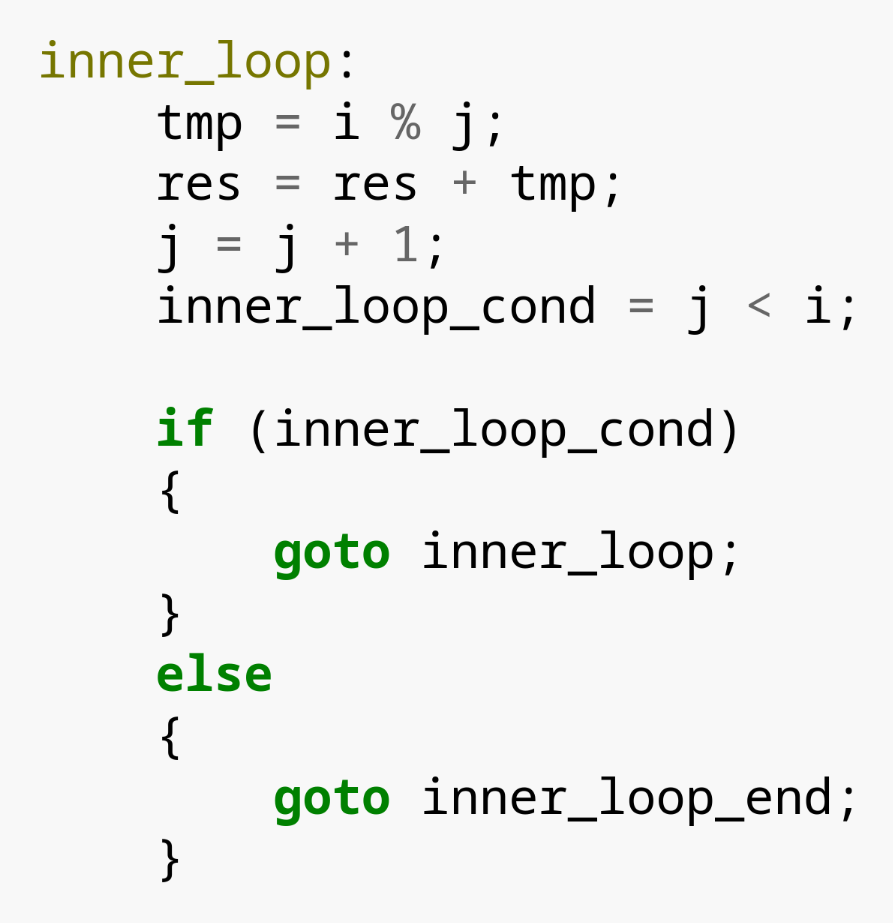 inner_loop:
    tmp = i % j;
    res = res + tmp;
    j = j + 1;
    inner_loop_cond = j < i;

    if (inner_loop_cond)
    {
        goto inner_loop;
    }
    else
    {
        goto inner_loop_end;
    }